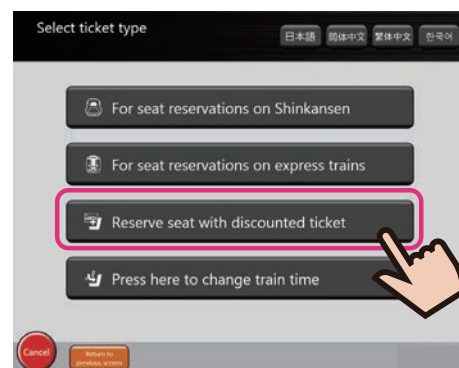 Select ticket type
日本語 简体中文 繁体中文 한국어
For seat reservations on Shinkansen
For seat reservations on express trains
Reserve seat with discounted ticket
Press here to change train time
Cancel
Return to
previous screen